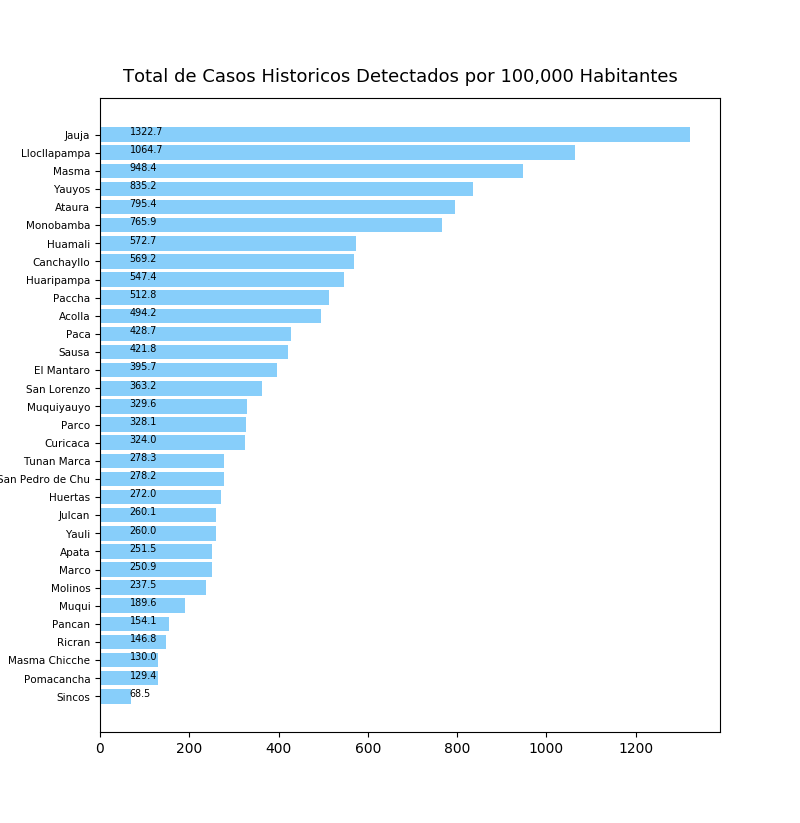 Total de Casos Historicos Detectados por 100,000 Habitantes
Jauja 1322.7
Llocllapampa 1064.7
Masma 948.4
Yauyos 835.2
Ataura 795.4
Monobamba 765.9
Huamali 572.7
Canchayllo 569.2
Huaripampa 547.4
Paccha 512.8
Acolla 494.2
Paca 428.7
Sausa 421.8
El Mantaro 395.7
San Lorenzo 363.2
Muquiyauyo 329.6
Parco 328.1
Curicaca 324.0
Tunan Marca 278.3
San Pedro de Chu 278.2
Huertas 272.0
Julcan 260.1
Yauli 260.0
Apata 251.5
Marco 250.9
Molinos 237.5
Muqui 189.6
Pancan 154.1
Ricran 146.8
Masma Chicche 130.0
Pomacancha 129.4
Sincos 68.5
0 200 400 600 800 1000 1200